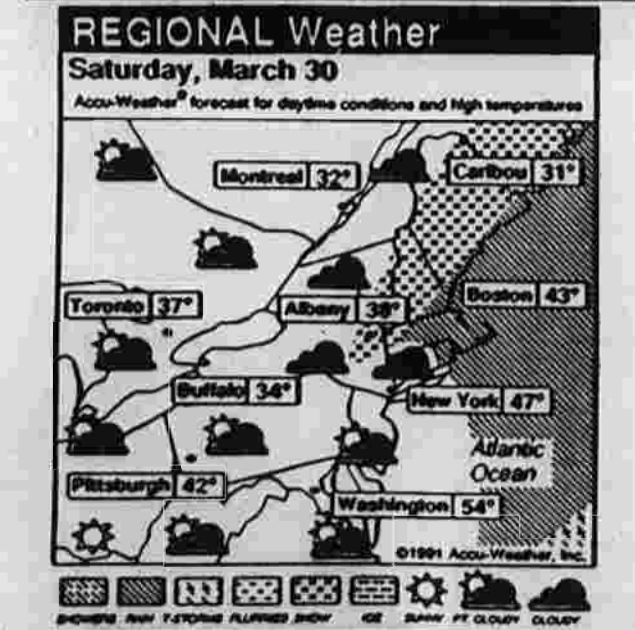 REGIONAL Weather
Saturday, March 30
Accu-Weather® forecast for daytime conditions and high temperatures
Montreal 32°
Caribou 31°
Toronto 37°
Albany 38°
Boston 43°
Buffalo 34°
New York 47°
Atlantic
Ocean
Pittsburgh 42°
Washington 54°
©1991 Accu-Weather, Inc.
SHOWERS RAIN T-STORMS FLURRIES SNOW ICE SUNNY PT CLOUDY CLOUDY